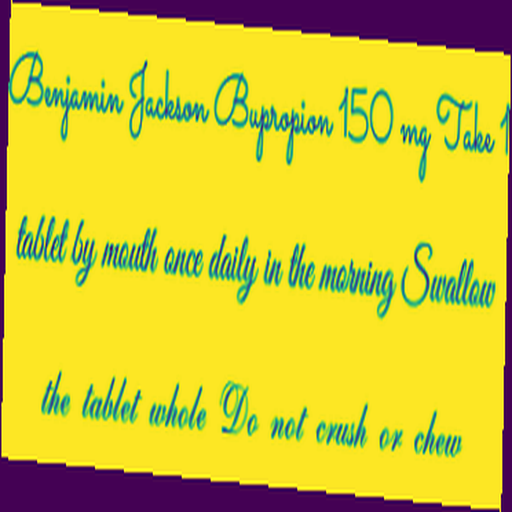 Benjamin Jackson Bupropion 150 mg Take 1
tablet by mouth once daily in the morning Swallow
the tablet whole Do not crush or chew